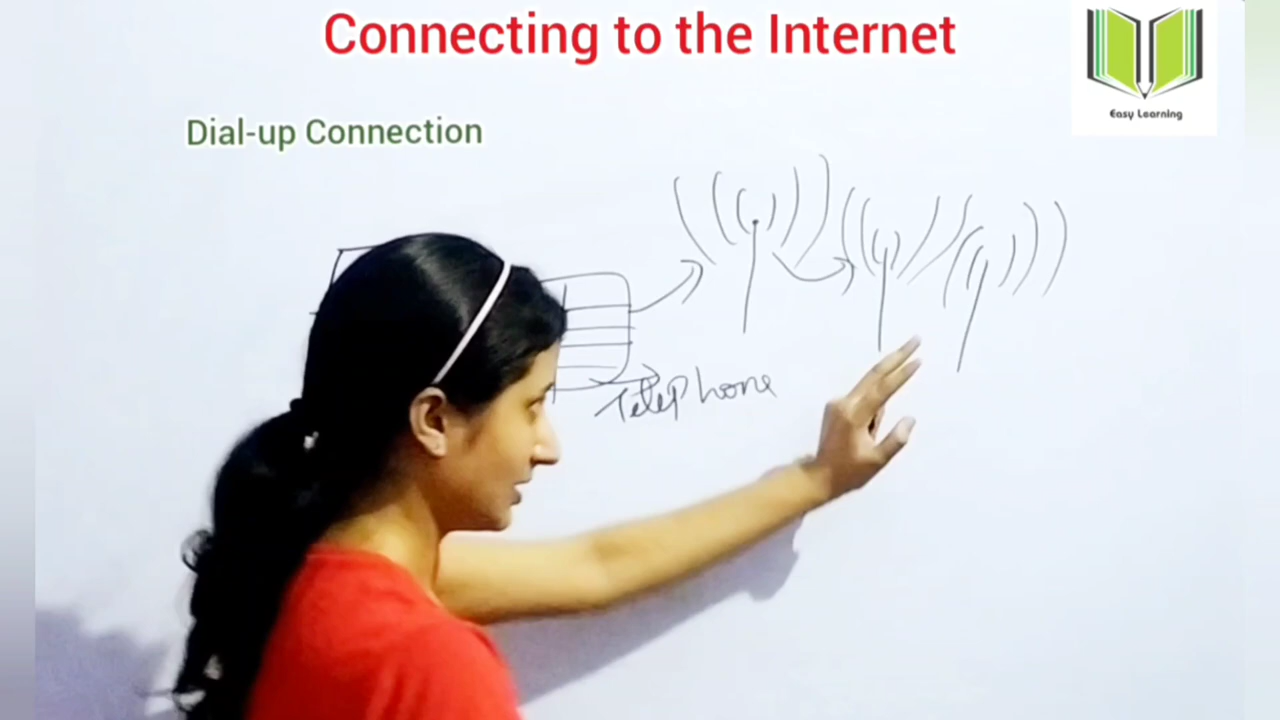 Connecting to the Internet
Easy Learning
Dial-up Connection
Telephone